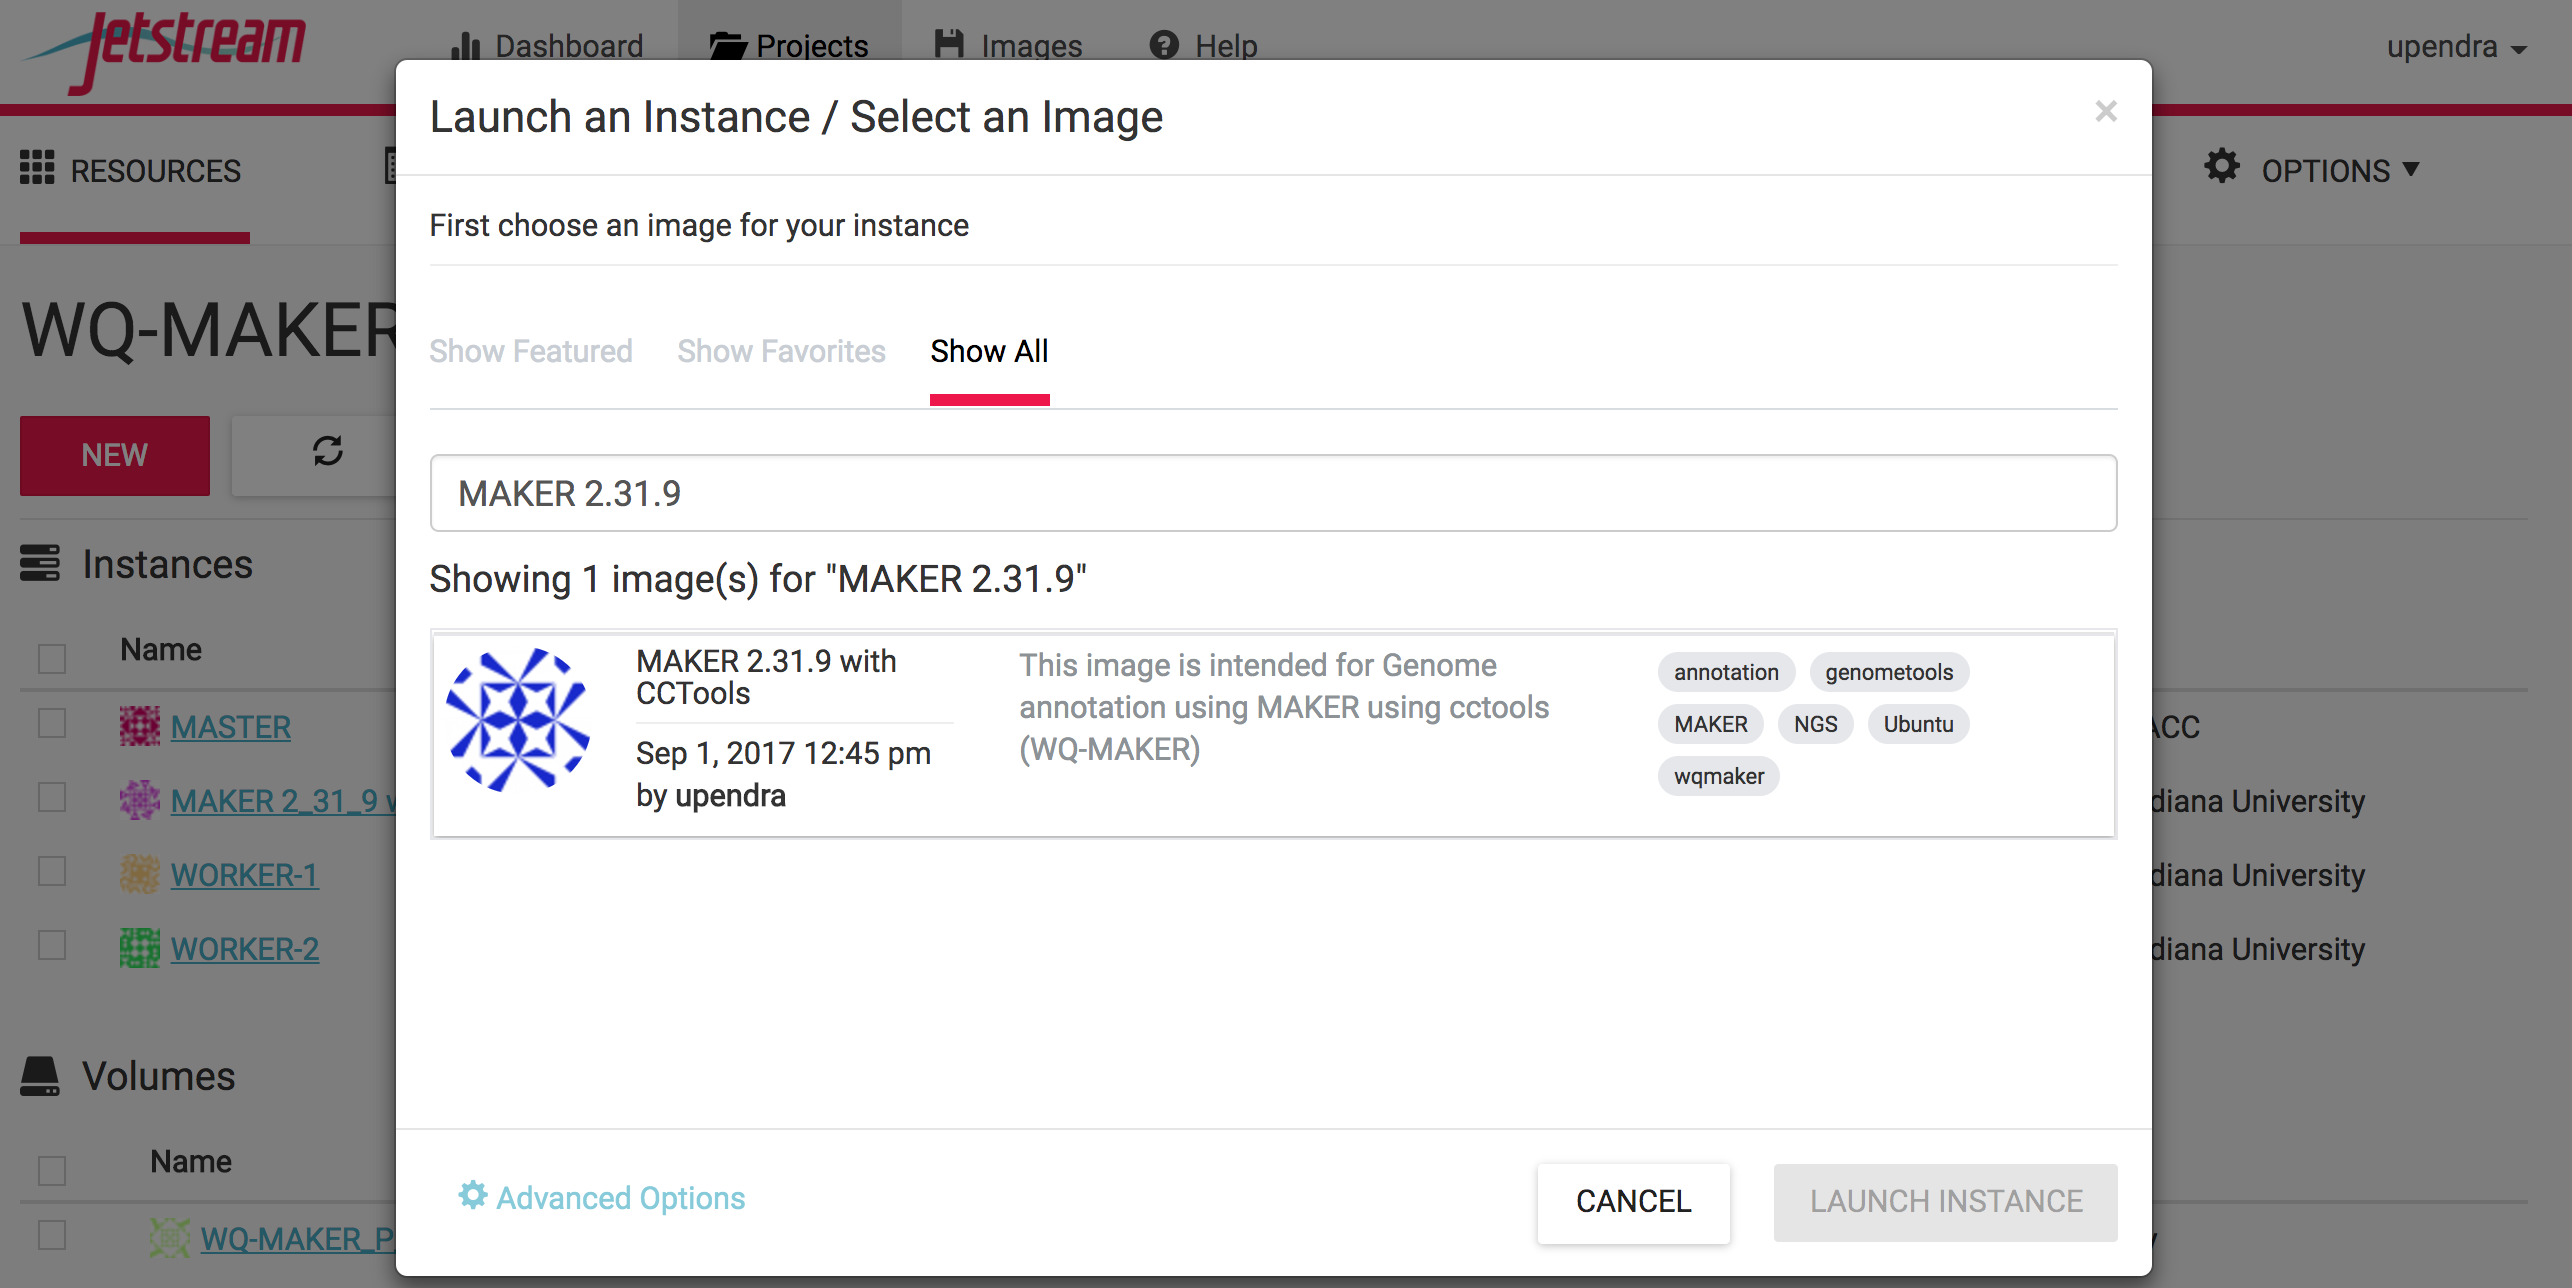 Jetstream
Dashboard
Projects
Images
Help
upendra
RESOURCES
OPTIONS
Launch an Instance / Select an Image
×
First choose an image for your instance
WQ-MAKER
Show Featured
Show Favorites
Show All
NEW
MAKER 2.31.9
Showing 1 image(s) for "MAKER 2.31.9"
Instances
Name
MASTER
MAKER 2_31_9
WORKER-1
WORKER-2
MAKER 2.31.9 with
CCTools
Sep 1, 2017 12:45 pm
by upendra
This image is intended for Genome
annotation using MAKER using cctools
(WQ-MAKER)
annotation
genometools
MAKER
NGS
Ubuntu
wqmaker
ACC
diana University
diana University
diana University
Volumes
Name
WQ-MAKER_P
Advanced Options
CANCEL
LAUNCH INSTANCE